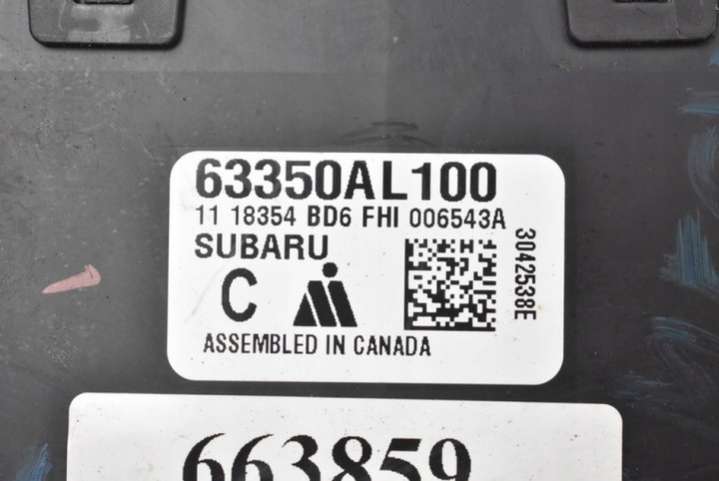 63350AL100
11 18354 BD6 FHI 006543A
SUBARU
3042538E
C
ASSEMBLED IN CANADA
663859